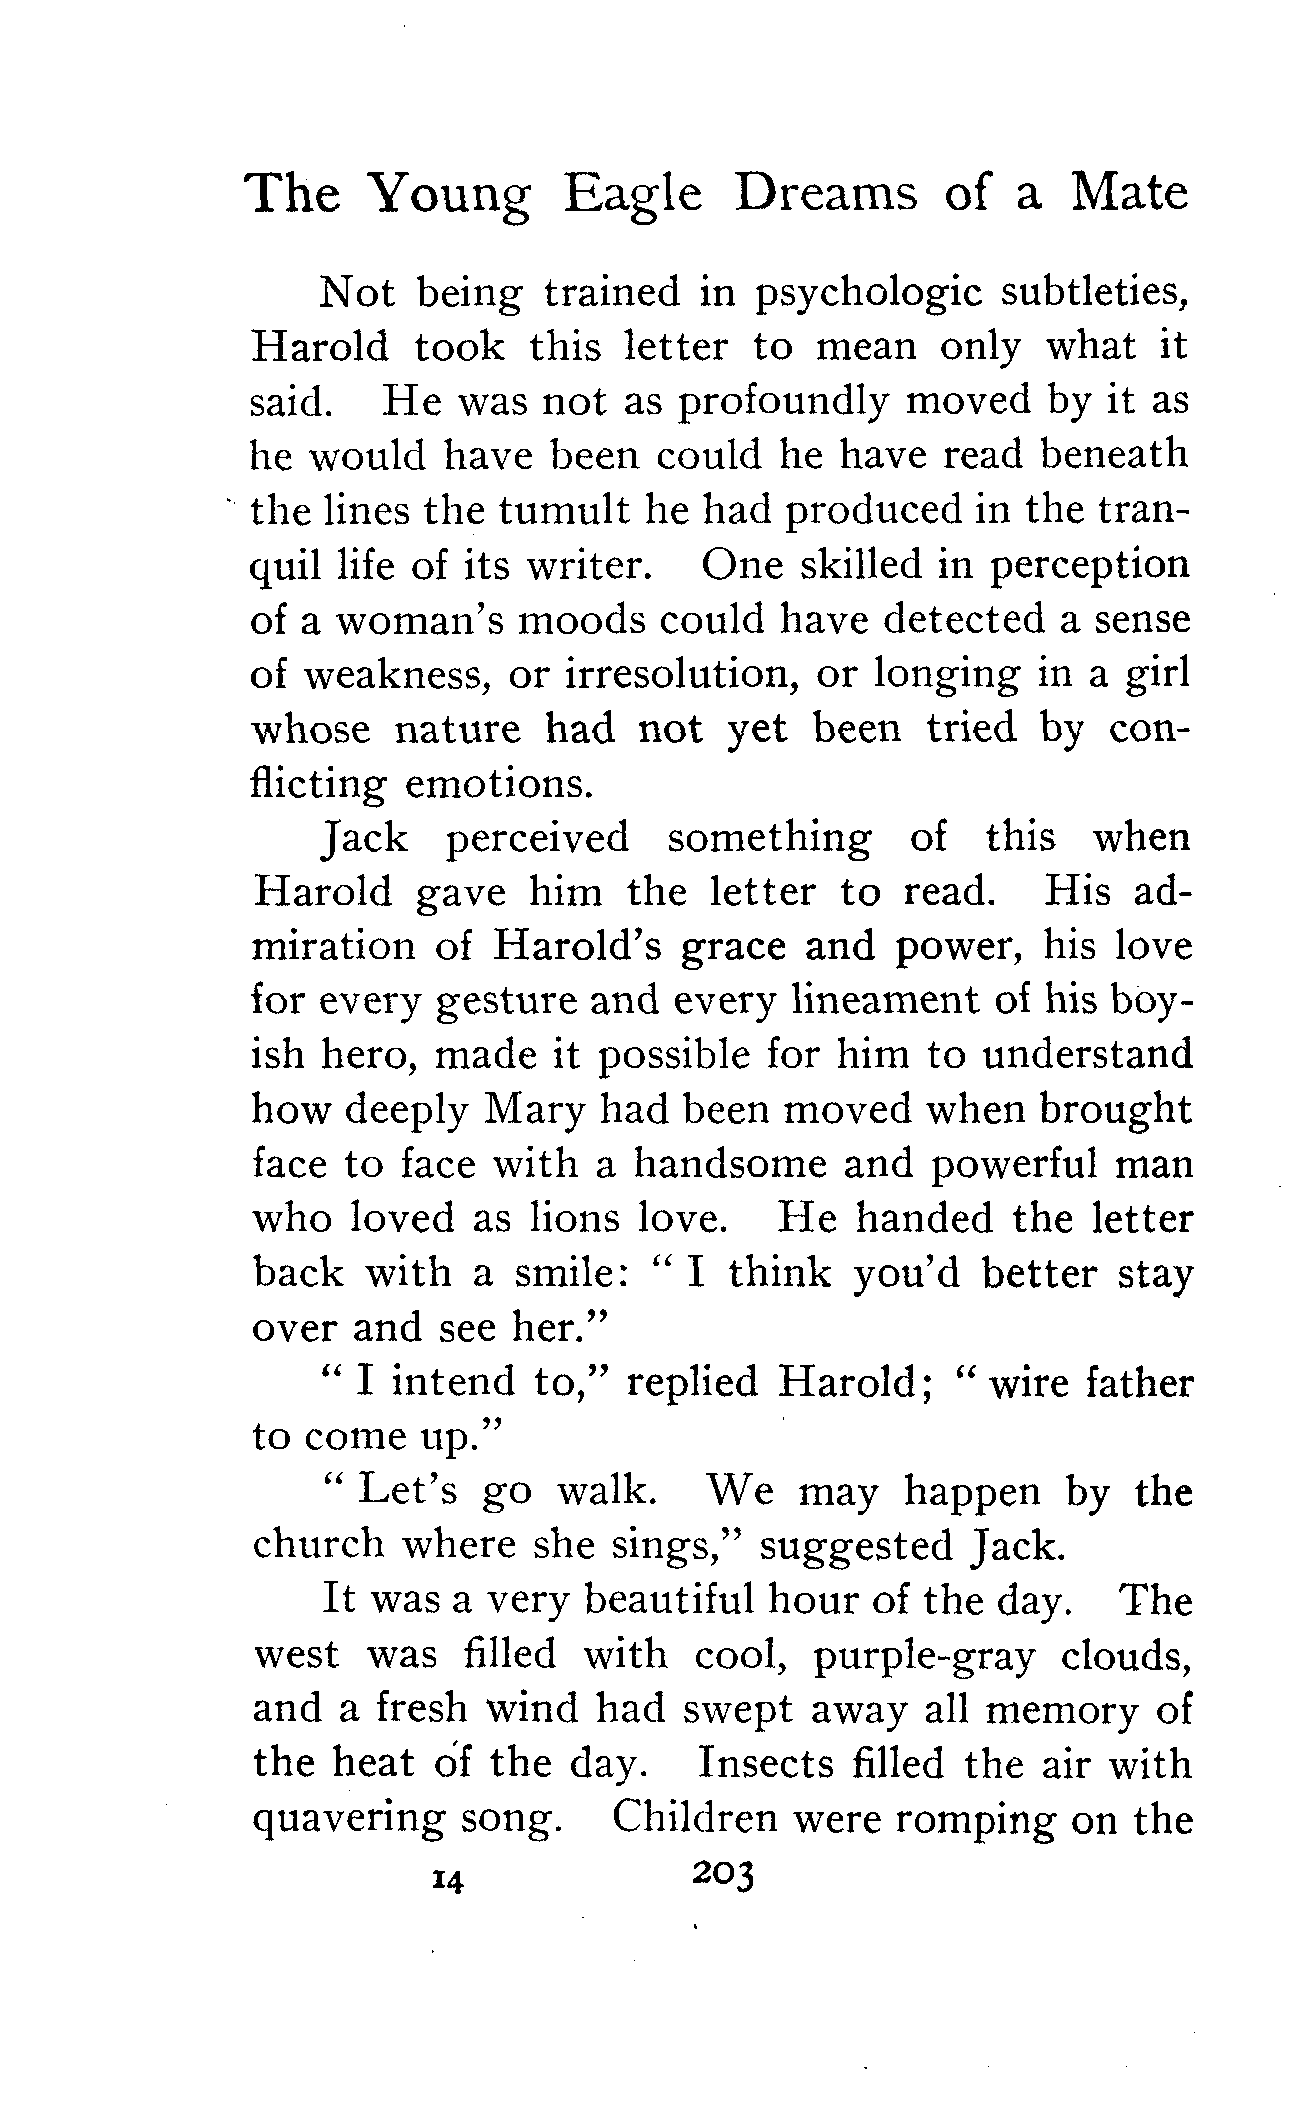 The Young Eagle Dreams of a Mate
Not being trained in psychologic subtleties,
Harold took this letter to mean only what it
said. He was not as profoundly moved by it as
he would have been could he have read beneath
the lines the tumult he had produced in the tran-
quil life of its writer. One skilled in perception
of a woman's moods could have detected a sense
of weakness, or irresolution, or longing in a girl
whose nature had not yet been tried by con-
flicting emotions.
Jack perceived something of this when
Harold gave him the letter to read. His ad-
miration of Harold's grace and power, his love
for every gesture and every lineament of his boy-
ish hero, made it possible for him to understand
how deeply Mary had been moved when brought
face to face with a handsome and powerful man
who loved as lions love. He handed the letter
back with a smile: " I think you'd better stay
over and see her."
" I intend to," replied Harold; " wire father
to come up."
" Let's go walk. We may happen by the
church where she sings," suggested Jack.
It was a very beautiful hour of the day. The
west was filled with cool, purple-gray clouds,
and a fresh wind had swept away all memory of
the heat of the day. Insects filled the air with
quavering song. Children were romping on the
14 203